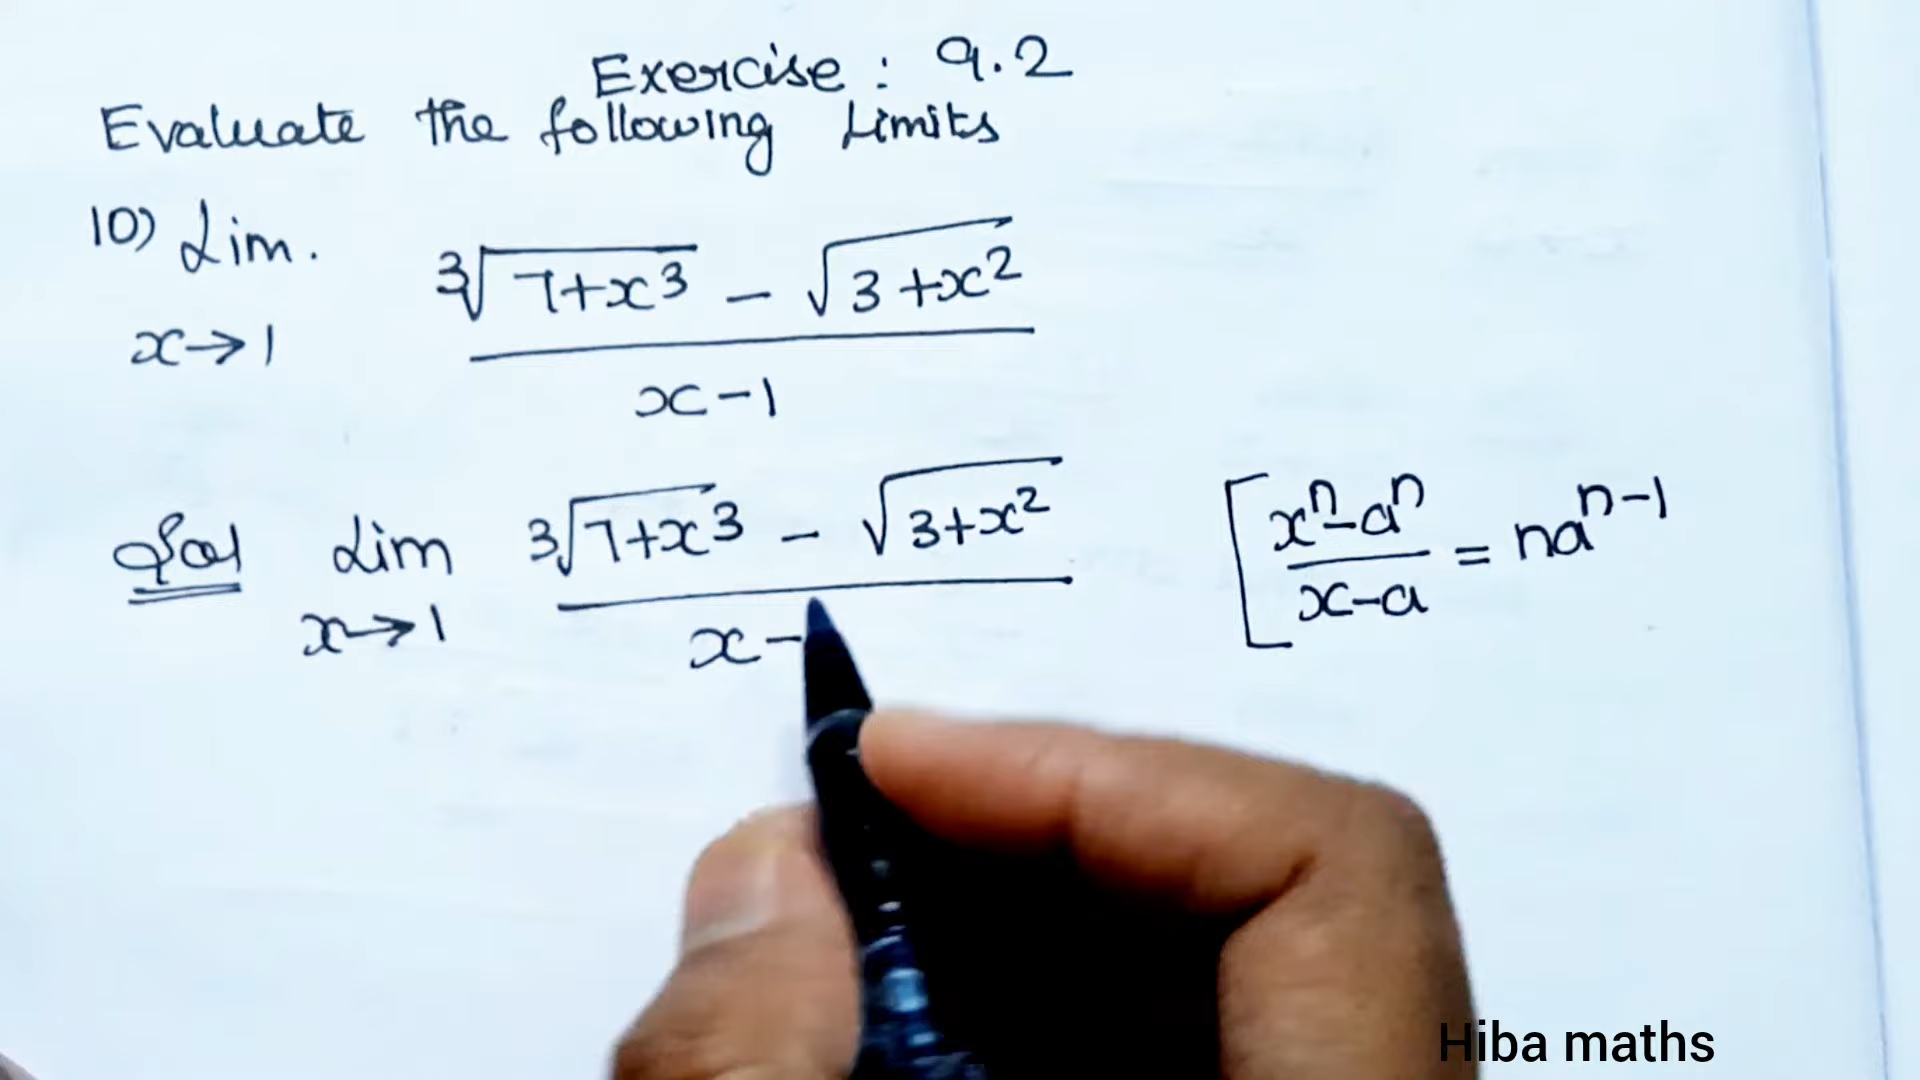 Exercise : 9.2
Evaluate the following Limits
10) Lim. x→1 ∛(7+x³) − √(3+x²) / x−1
Sol Lim x→1 ∛(7+x³) − √(3+x²) / x−
[xⁿ−aⁿ / x−a = naⁿ⁻¹
Hiba maths